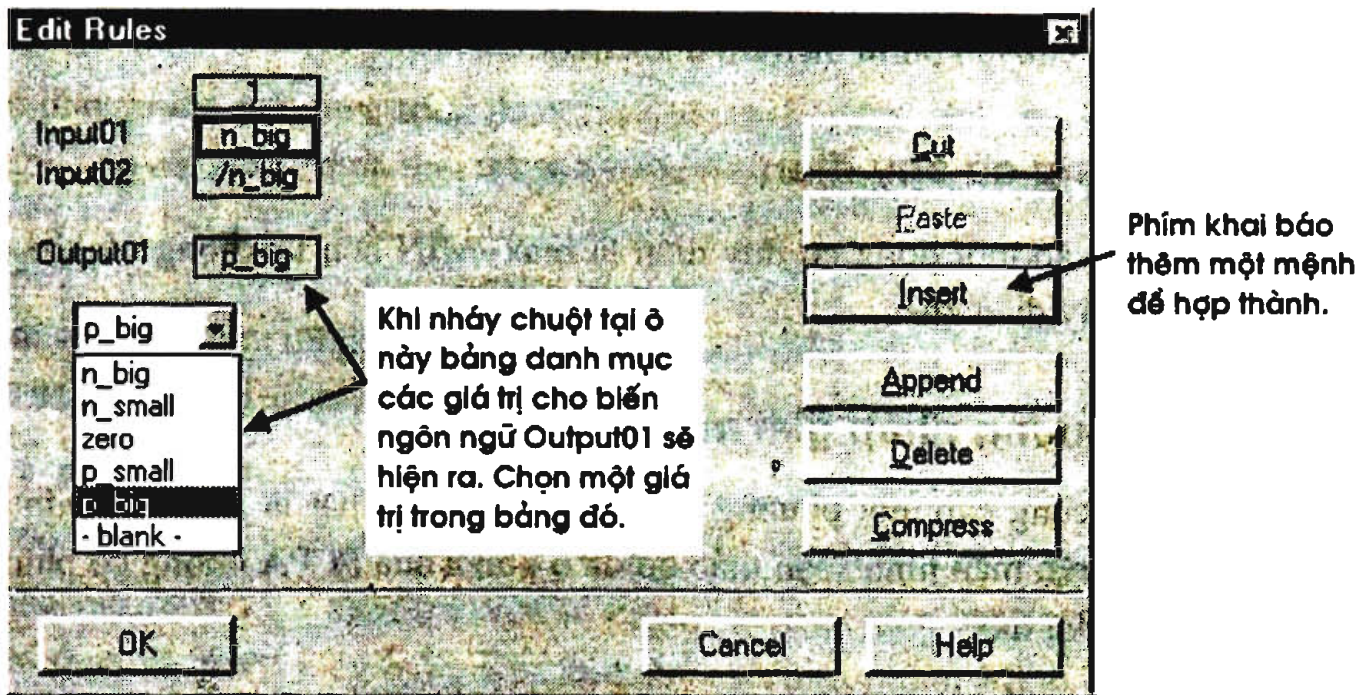 Edit Rules
1
Input01 n_big
Input02 /n_big
Output01 p_big
p_big
n_big
n_small
zero
p_small
p_big
- blank -
Khi nháy chuột tại ô
này bảng danh mục
các giá trị cho biến
ngôn ngữ Output01 sẽ
hiện ra. Chọn một giá
trị trong bảng đó.
Cut
Paste
Insert
Append
Delete
Compress
Phím khai báo
thêm một mệnh
đề hợp thành.
OK
Cancel
Help